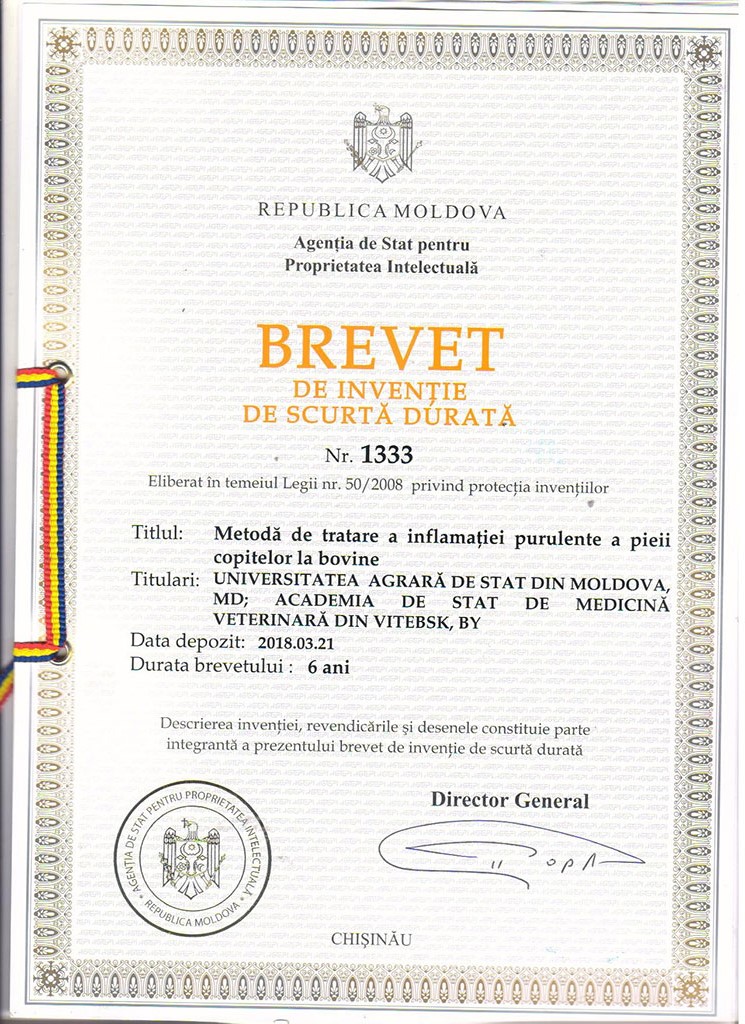 REPUBLICA MOLDOVA
Agenția de Stat pentru
Proprietatea Intelectuală
BREVET
DE INVENȚIE
DE SCURTĂ DURATĂ
Nr. 1333
Eliberat în temeiul Legii nr. 50/2008 privind protecția invențiilor
Titlul: Metodă de tratare a inflamației purulente a pieii
copitelor la bovine
Titulari: UNIVERSITATEA AGRARĂ DE STAT DIN MOLDOVA,
MD; ACADEMIA DE STAT DE MEDICINĂ
VETERINARĂ DIN VITEBSK, BY
Data depozit: 2018.03.21
Durata brevetului : 6 ani
Descrierea invenției, revendicările și desenele constituie parte
integrantă a prezentului brevet de invenție de scurtă durată
Director General
AGENȚIA DE STAT PENTRU PROPRIETATEA INTELECTUALĂ
REPUBLICA MOLDOVA
CHIȘINĂU